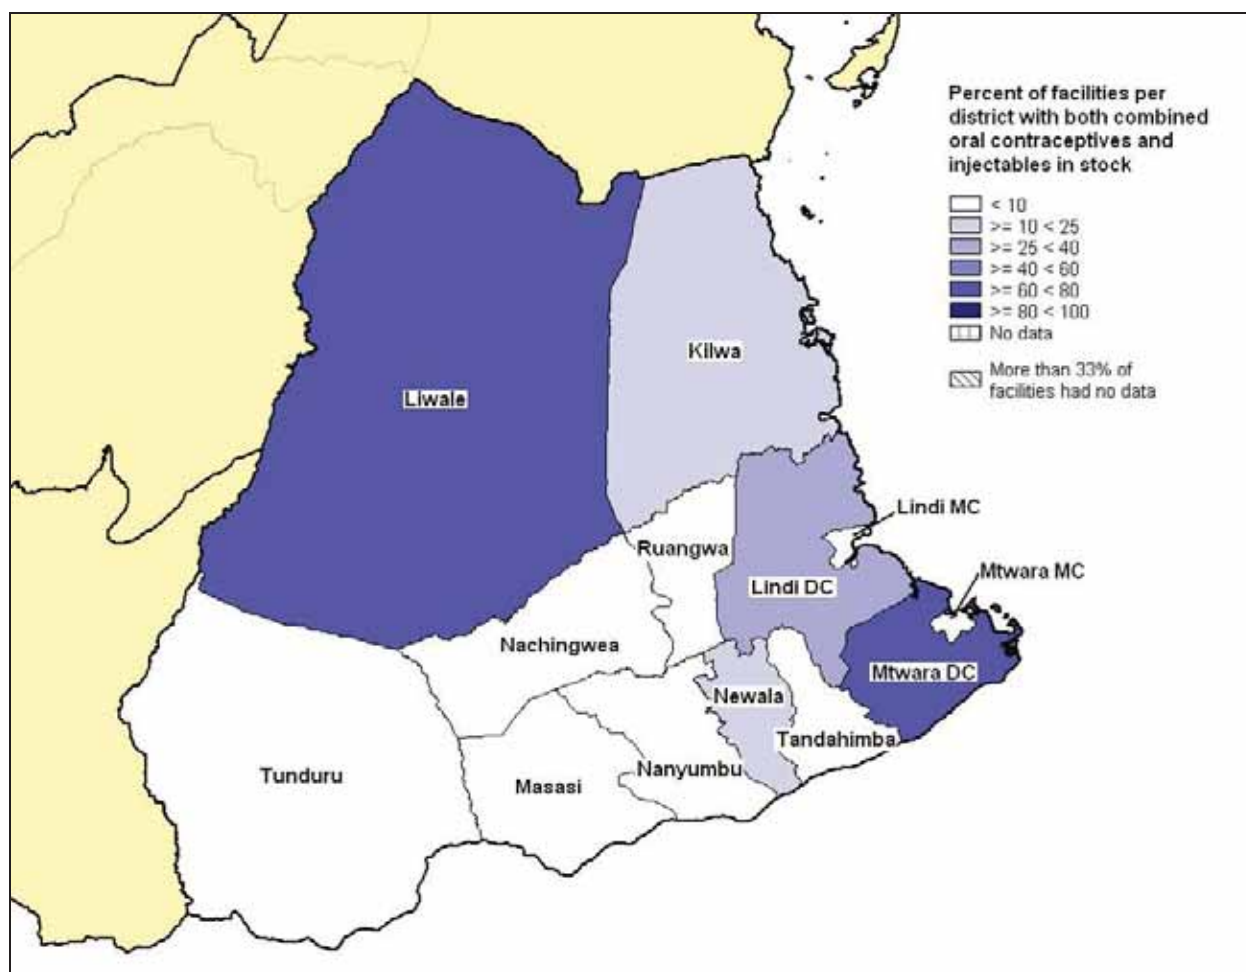 Percent of facilities per
district with both combined
oral contraceptives and
injectables in stock
< 10
>= 10 < 25
>= 25 < 40
>= 40 < 60
>= 60 < 80
>= 80 < 100
No data
More than 33% of
facilities had no data
Kilwa
Liwale
Lindi MC
Ruangwa
Mtwara MC
Lindi DC
Nachingwea
Mtwara DC
Newala
Tandahimba
Nanyumbu
Tunduru
Masasi